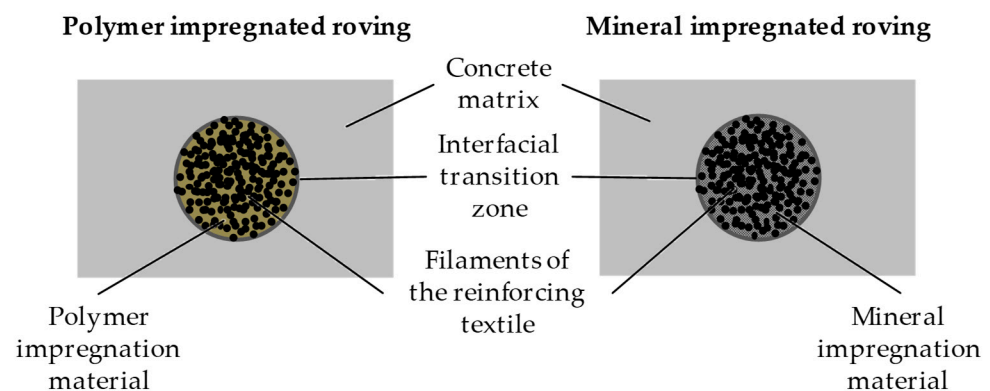 Polymer impregnated roving
Mineral impregnated roving
Concrete
matrix
Interfacial
transition
zone
Filaments of
the reinforcing
textile
Polymer
impregnation
material
Mineral
impregnation
material